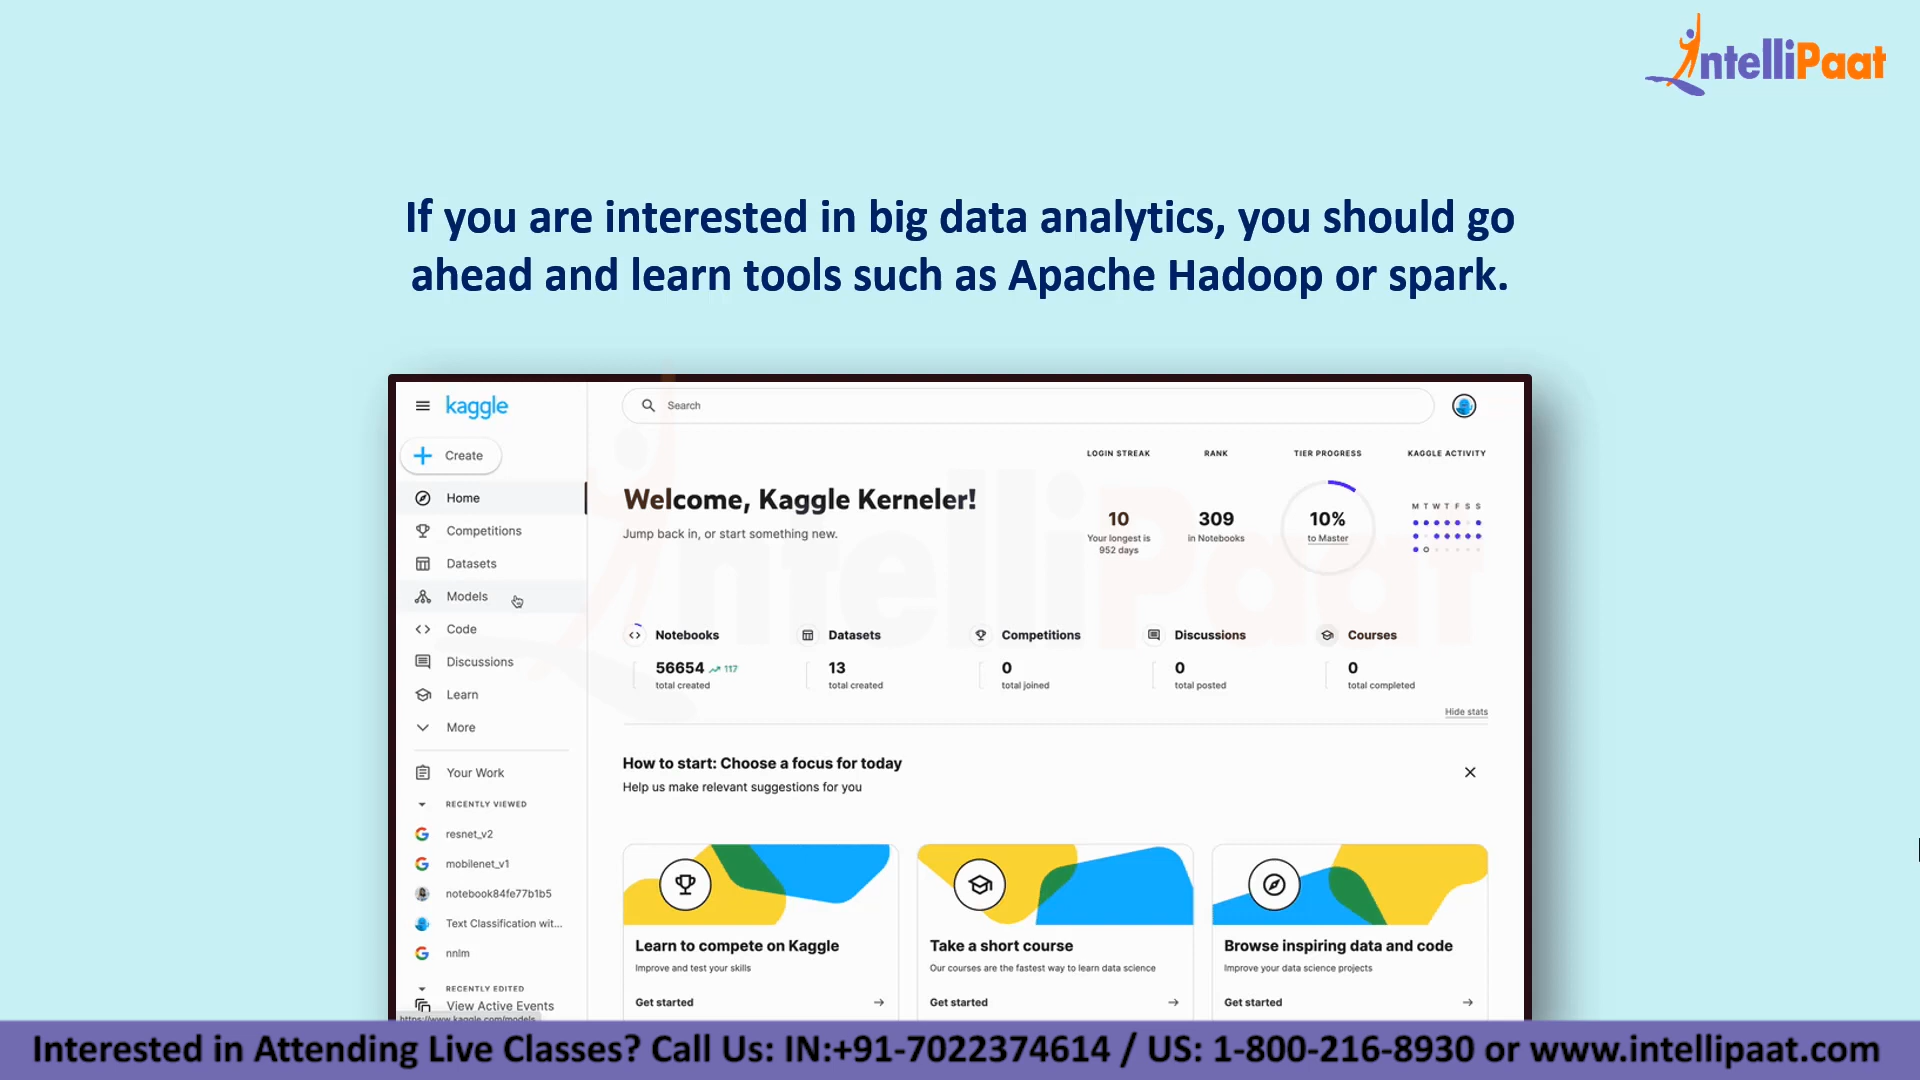 IntelliPaat
If you are interested in big data analytics, you should go
ahead and learn tools such as Apache Hadoop or spark.
kaggle
Search
Create
Home
Competitions
Datasets
Models
Code
Discussions
Learn
More
Your Work
RECENTLY VIEWED
resnet_v2
mobilenet_v1
notebook84fe77b1b5
Text Classification wit...
nnlm
RECENTLY EDITED
View Active Events
https://www.kaggle.com/models
LOGIN STREAK
RANK
TIER PROGRESS
KAGGLE ACTIVITY
Welcome, Kaggle Kerneler!
Jump back in, or start something new.
10
Your longest is
952 days
309
in Notebooks
10%
to Master
M T W T F S S
Notebooks
56654 117
total created
Datasets
13
total created
Competitions
0
total joined
Discussions
0
total posted
Courses
0
total completed
Hide stats
How to start: Choose a focus for today
Help us make relevant suggestions for you
Learn to compete on Kaggle
Improve and test your skills
Get started
Take a short course
Our courses are the fastest way to learn data science
Get started
Browse inspiring data and code
Improve your data science projects
Get started
IntelliPaat
Interested in Attending Live Classes? Call Us: IN:+91-7022374614 / US: 1-800-216-8930 or www.intellipaat.com